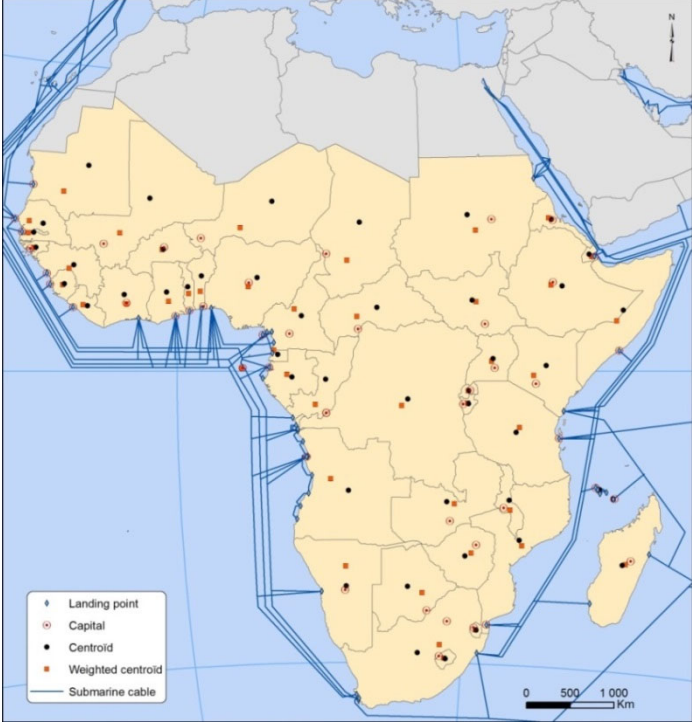 N
Landing point
Capital
Centroïd
Weighted centroïd
Submarine cable
0 500 1 000
Km